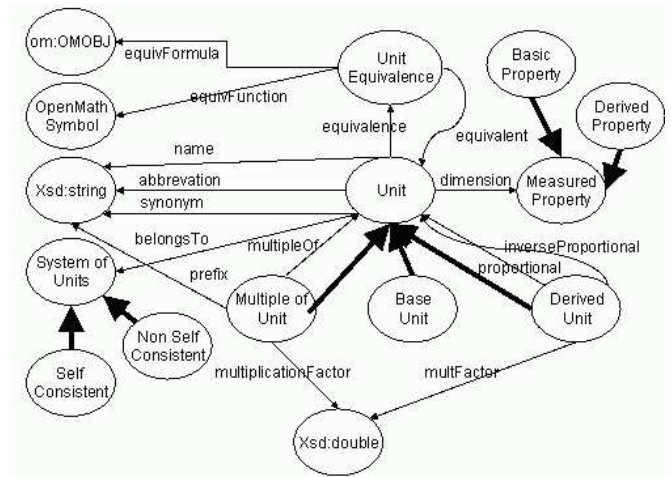 om:OMOBJ
equivFormula
Unit
Equivalence
Basic
Property
Derived
Property
OpenMath
Symbol
equivFunction
equivalence
equivalent
name
Xsd:string
abbrevation
synonym
Unit
dimension
Measured
Property
belongsTo
multipleOf
inverseProportional
proportional
System of
Units
prefix
Multiple of
Unit
Base
Unit
Derived
Unit
Non Self
Consistent
Self
Consistent
multiplicationFactor
multFactor
Xsd:double